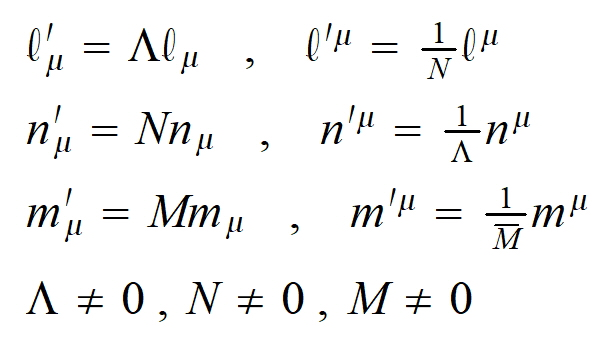 ℓ′_μ = Λℓ_μ , ℓ′^μ = 1/N ℓ^μ
n′_μ = Nn_μ , n′^μ = 1/Λ n^μ
m′_μ = Mm_μ , m′^μ = 1/M̅ m^μ
Λ ≠ 0 , N ≠ 0 , M ≠ 0